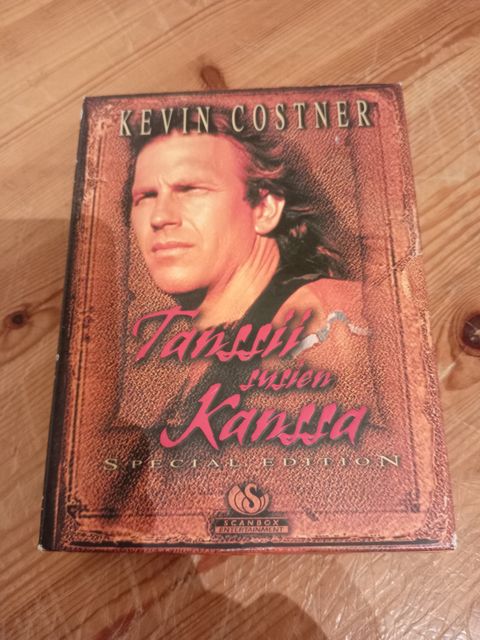 KEVIN COSTNER
Tanssii
susien
Kanssa
SPECIAL EDITION
S
SCANBOX
ENTERTAINMENT